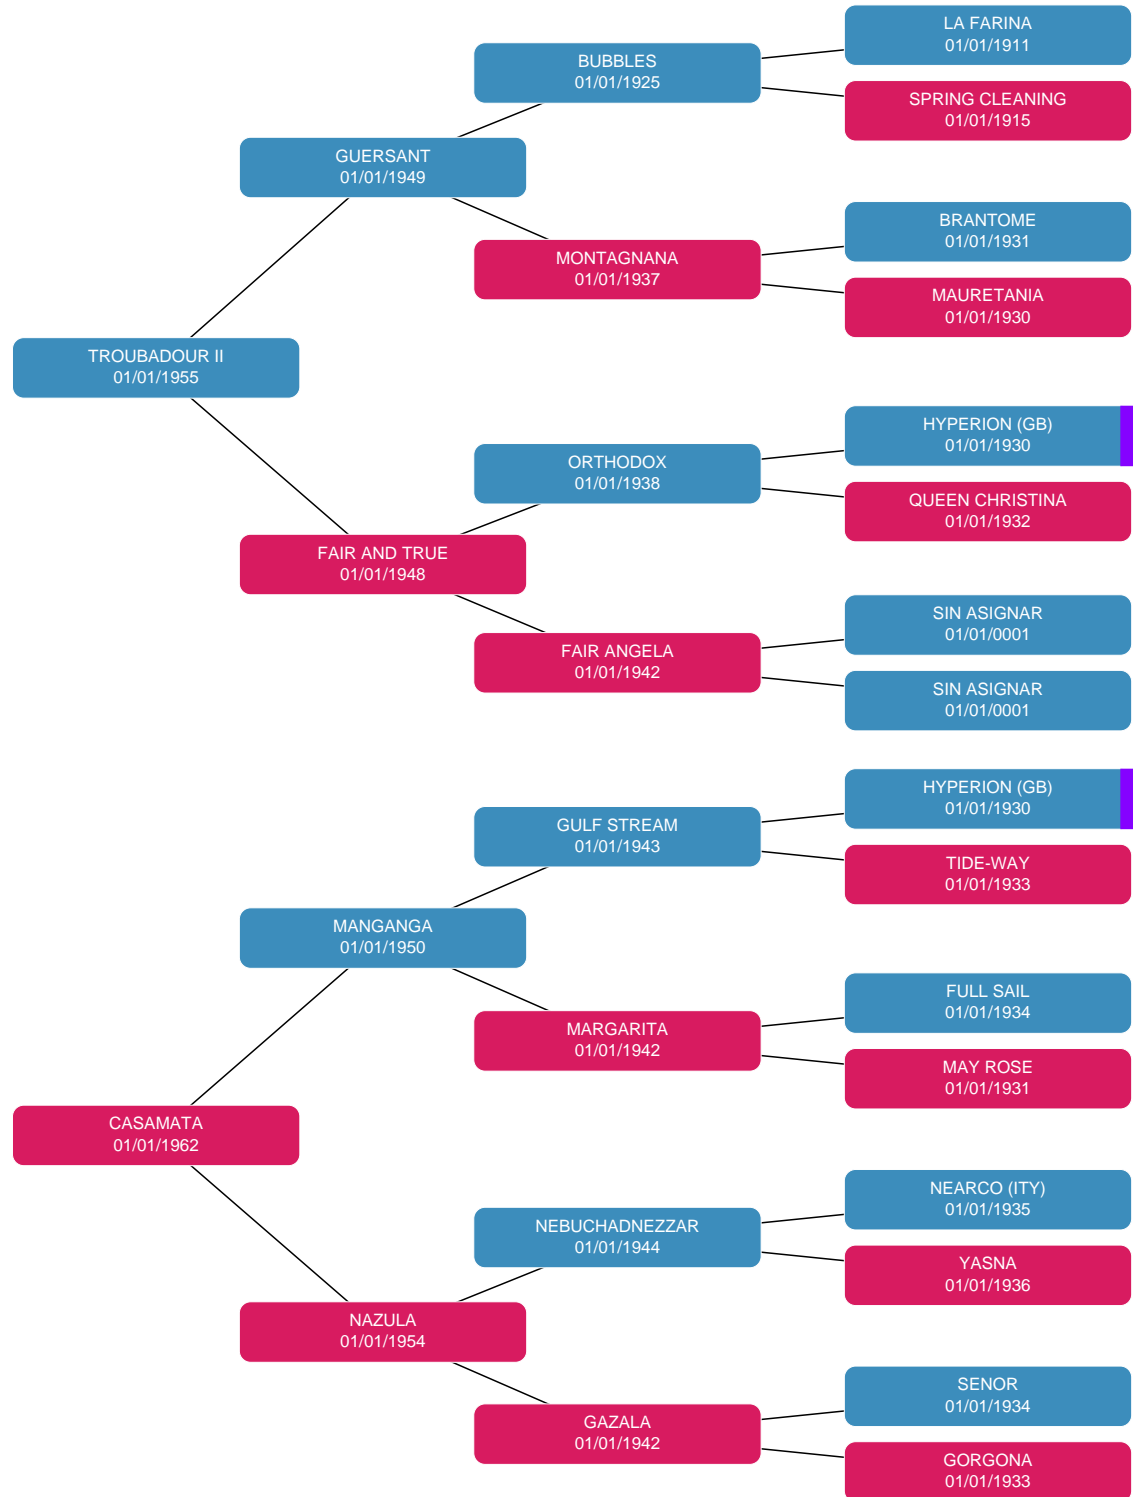 LA FARINA
01/01/1911
BUBBLES
01/01/1925
SPRING CLEANING
01/01/1915
GUERSANT
01/01/1949
BRANTOME
01/01/1931
MONTAGNANA
01/01/1937
MAURETANIA
01/01/1930
TROUBADOUR II
01/01/1955
HYPERION (GB)
01/01/1930
ORTHODOX
01/01/1938
QUEEN CHRISTINA
01/01/1932
FAIR AND TRUE
01/01/1948
SIN ASIGNAR
01/01/0001
FAIR ANGELA
01/01/1942
SIN ASIGNAR
01/01/0001
HYPERION (GB)
01/01/1930
GULF STREAM
01/01/1943
TIDE-WAY
01/01/1933
MANGANGA
01/01/1950
FULL SAIL
01/01/1934
MARGARITA
01/01/1942
MAY ROSE
01/01/1931
CASAMATA
01/01/1962
NEARCO (ITY)
01/01/1935
NEBUCHADNEZZAR
01/01/1944
YASNA
01/01/1936
NAZULA
01/01/1954
SENOR
01/01/1934
GAZALA
01/01/1942
GORGONA
01/01/1933